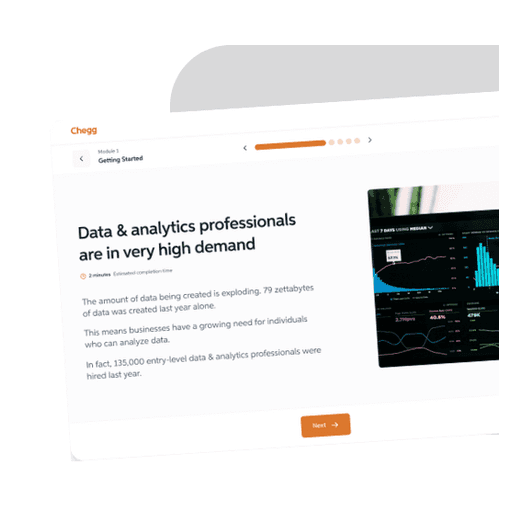 Chegg
Module 1
Getting Started
Data & analytics professionals
are in very high demand
2 minutes Estimated completion time
The amount of data being created is exploding. 79 zettabytes
of data was created last year alone.
This means businesses have a growing need for individuals
who can analyze data.
In fact, 135,000 entry-level data & analytics professionals were
hired last year.
LAST 7 DAYS USING MEDIAN
40.6%
479K
Next